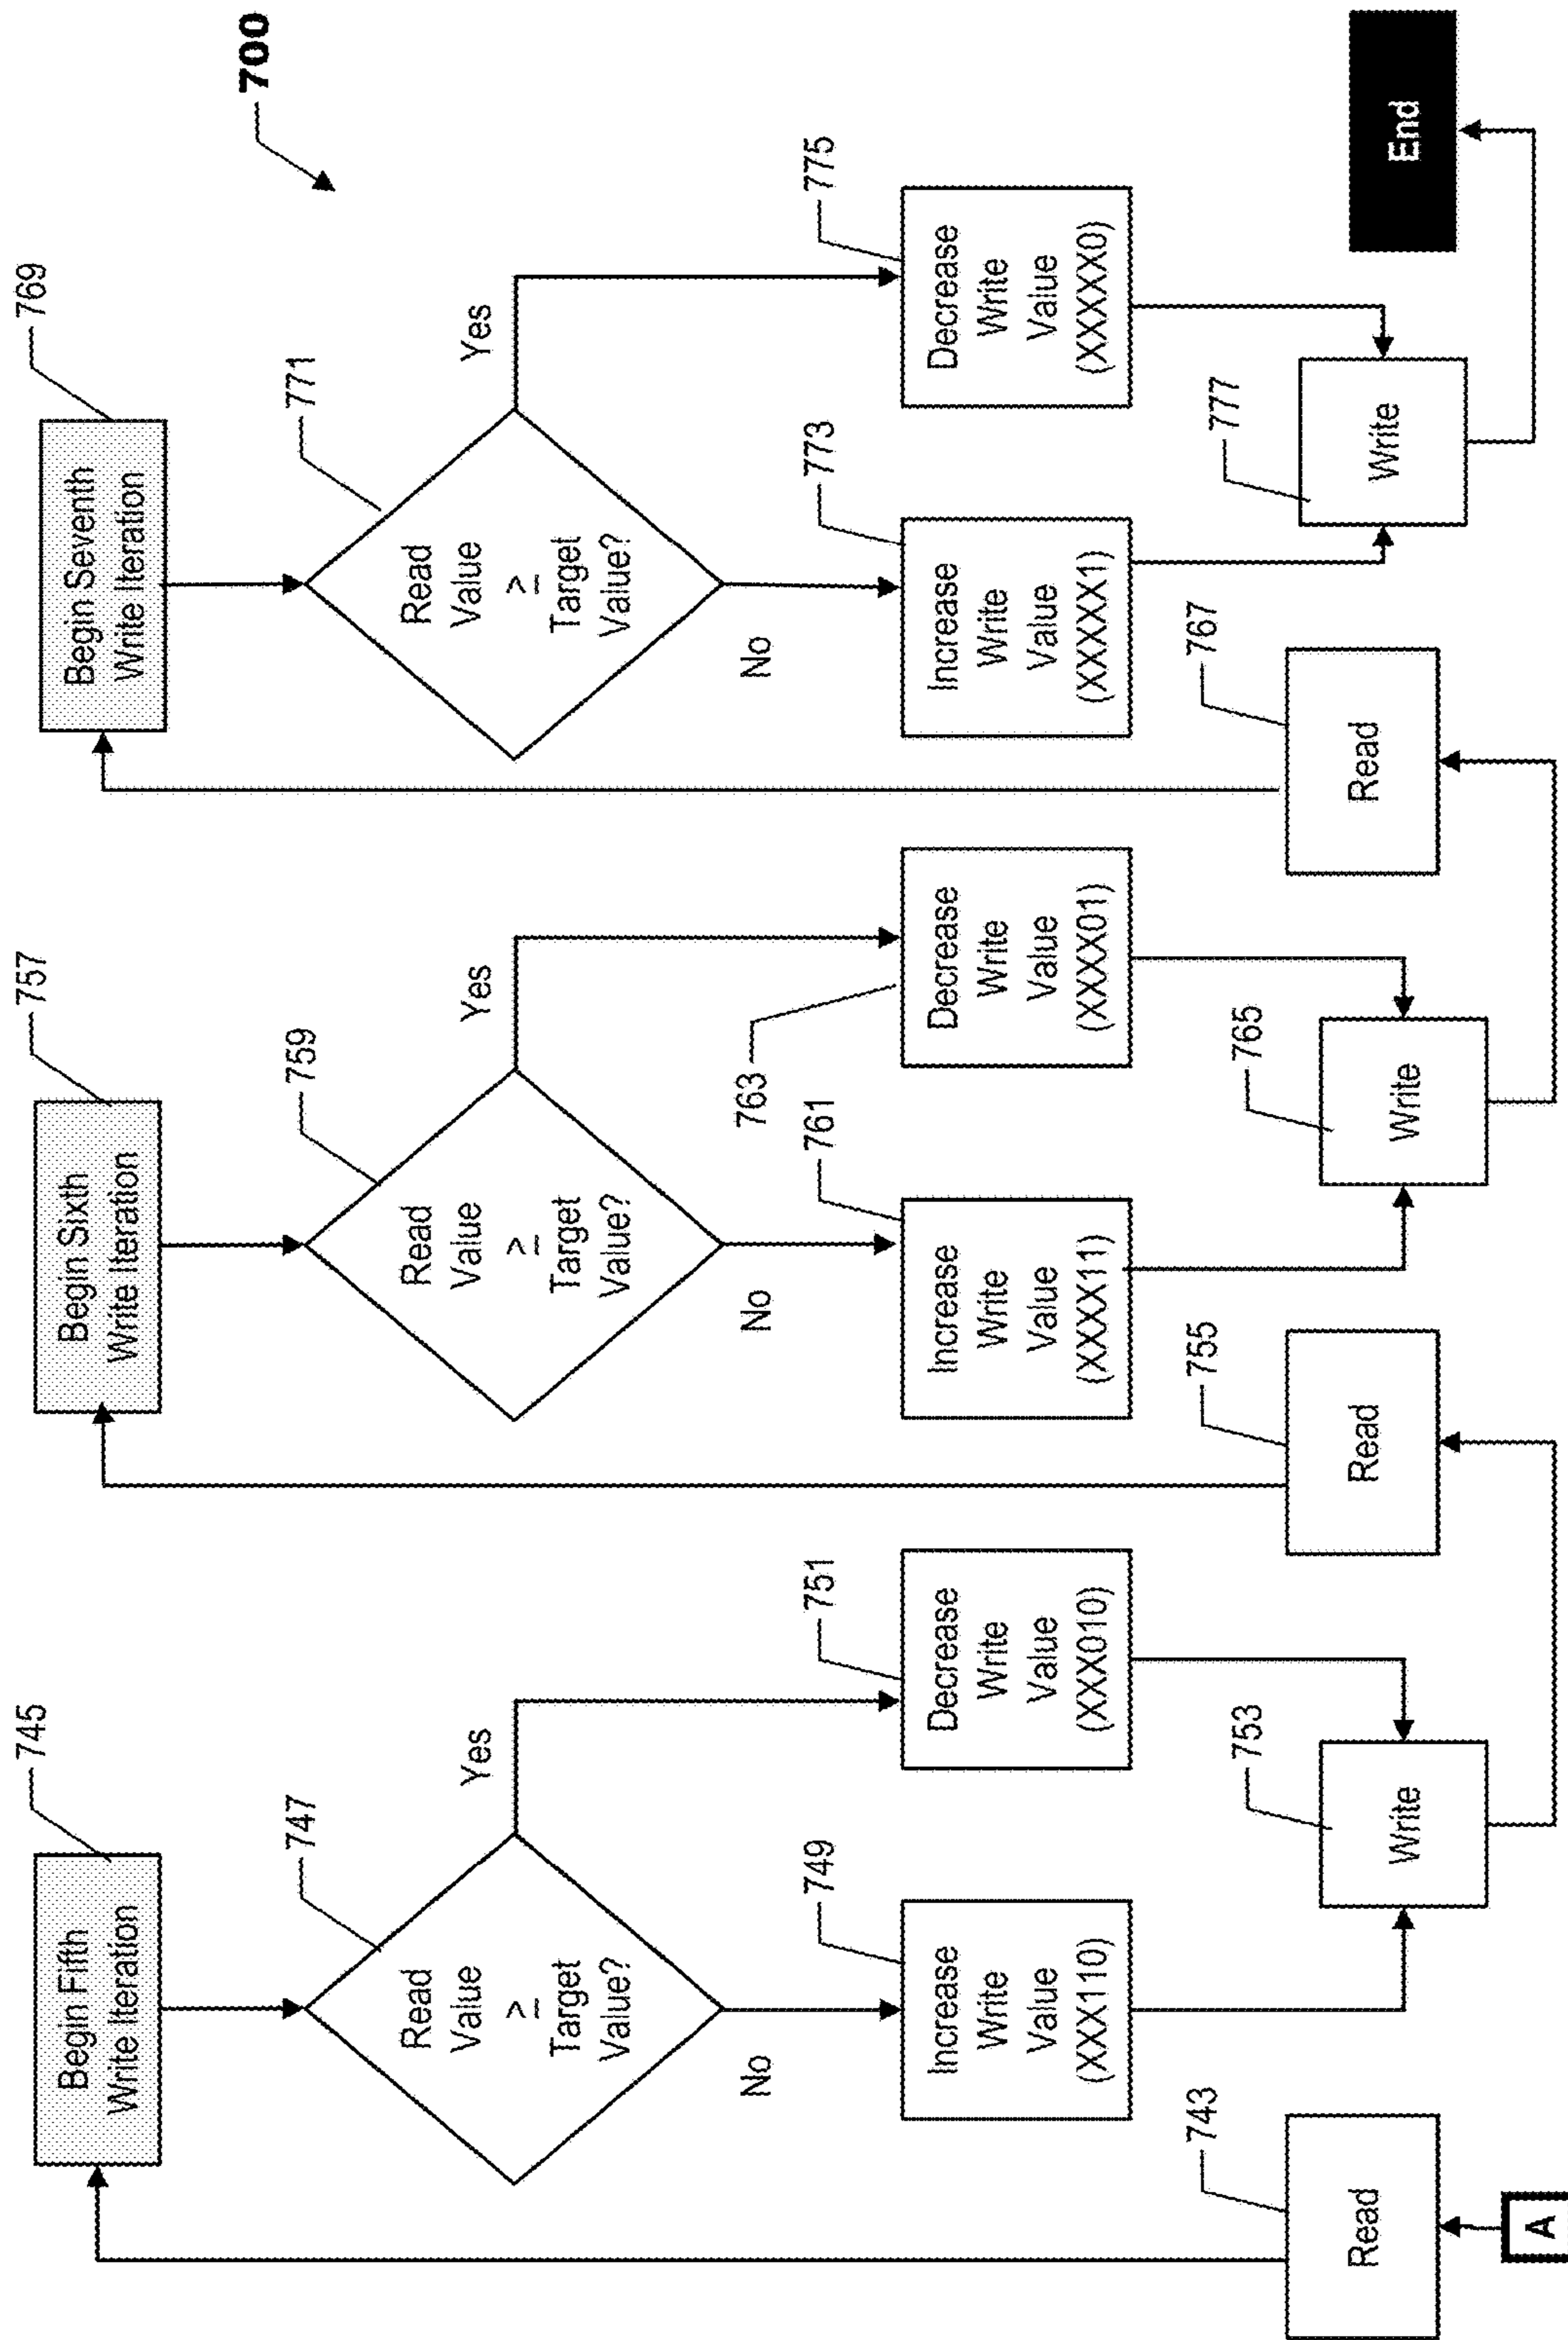 700
745
Begin Fifth
Write Iteration
747
Read
Value
≥
Target
Value?
Yes
No
749
Increase
Write
Value
(XXX110)
751
Decrease
Write
Value
(XXX010)
743
Read
A
753
Write
757
Begin Sixth
Write Iteration
759
Read
Value
≥
Target
Value?
Yes
No
761
Increase
Write
Value
(XXXX11)
763
Decrease
Write
Value
(XXXX01)
755
Read
765
Write
769
Begin Seventh
Write Iteration
771
Read
Value
≥
Target
Value?
Yes
No
773
Increase
Write
Value
(XXXXX1)
775
Decrease
Write
Value
(XXXXX0)
767
Read
777
Write
End